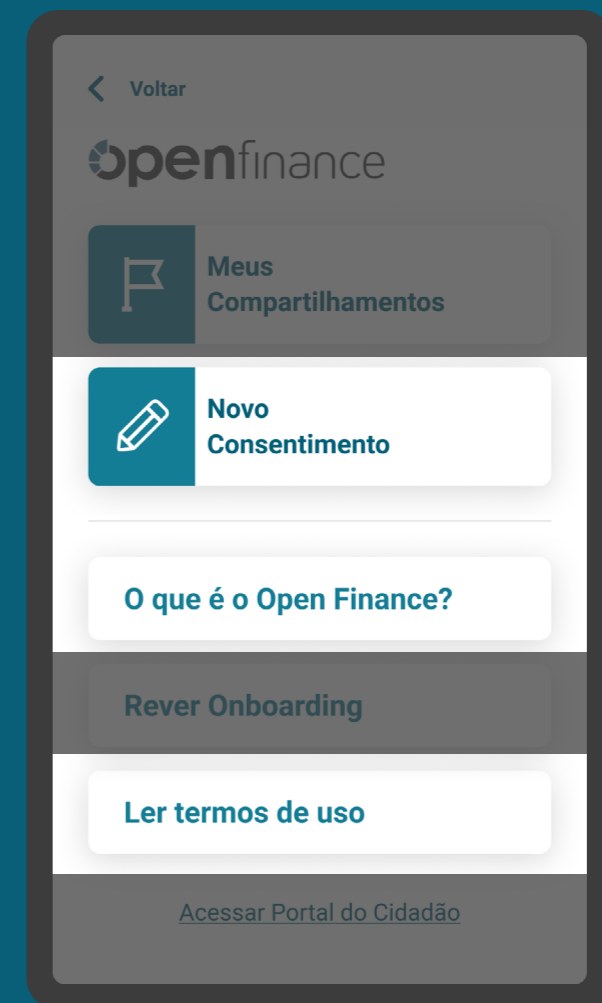 Voltar
openfinance
Meus
Compartilhamentos
Novo
Consentimento
O que é o Open Finance?
Rever Onboarding
Ler termos de uso
Acessar Portal do Cidadão